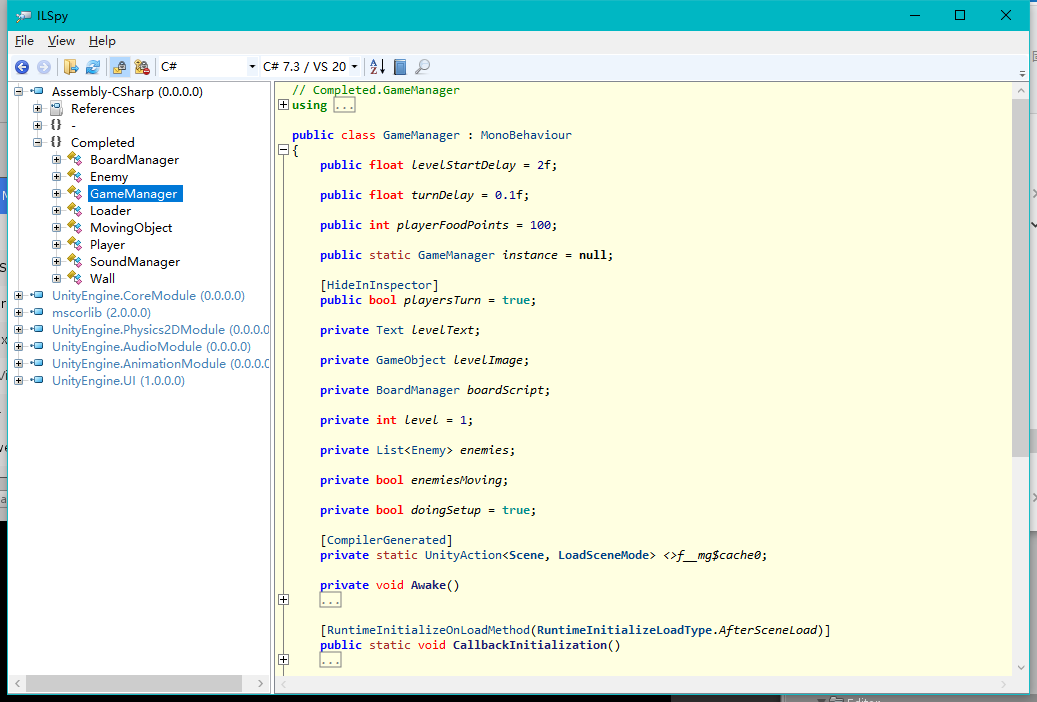 ILSpy
File View Help
C# C# 7.3 / VS 20
Assembly-CSharp (0.0.0.0)
References
{} -
{} Completed
BoardManager
Enemy
GameManager
Loader
MovingObject
Player
SoundManager
Wall
UnityEngine.CoreModule (0.0.0.0)
mscorlib (2.0.0.0)
UnityEngine.Physics2DModule (0.0.0.0
UnityEngine.AudioModule (0.0.0.0)
UnityEngine.AnimationModule (0.0.0.0
UnityEngine.UI (1.0.0.0)
// Completed.GameManager
using ...
public class GameManager : MonoBehaviour
{
public float levelStartDelay = 2f;
public float turnDelay = 0.1f;
public int playerFoodPoints = 100;
public static GameManager instance = null;
[HideInInspector]
public bool playersTurn = true;
private Text levelText;
private GameObject levelImage;
private BoardManager boardScript;
private int level = 1;
private List<Enemy> enemies;
private bool enemiesMoving;
private bool doingSetup = true;
[CompilerGenerated]
private static UnityAction<Scene, LoadSceneMode> <>f__mg$cache0;
private void Awake()
...
[RuntimeInitializeOnLoadMethod(RuntimeInitializeLoadType.AfterSceneLoad)]
public static void CallbackInitialization()
...